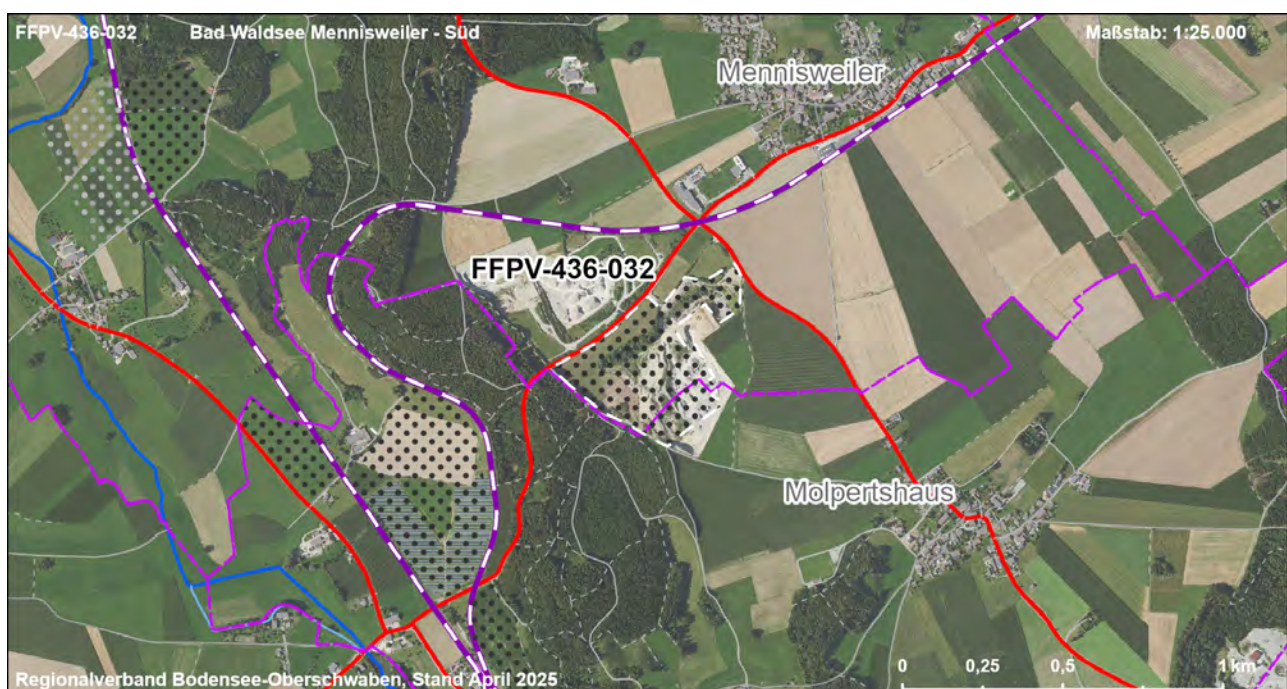 FFPV-436-032 Bad Waldsee Mennisweiler - Süd Maßstab: 1:25.000
Mennisweiler
FFPV-436-032
Molpertshaus
0 0,25 0,5 1 km
Regionalverband Bodensee-Oberschwaben, Stand April 2025